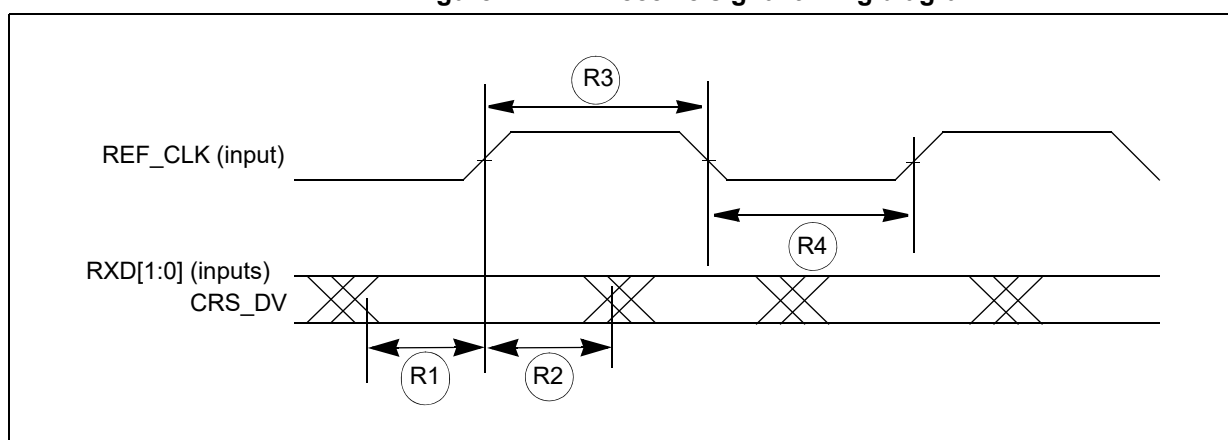 R3
REF_CLK (input)
R4
RXD[1:0] (inputs)
CRS_DV
R1
R2